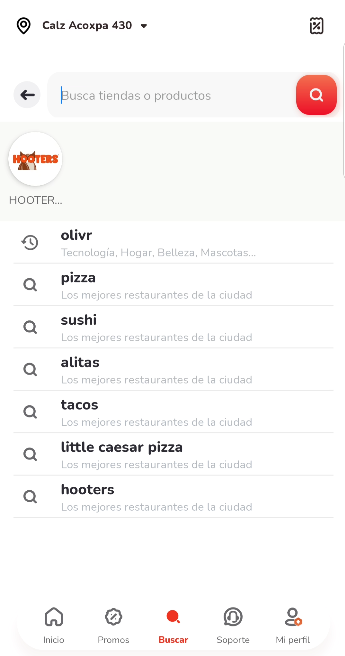 Calz Acoxpa 430
Busca tiendas o productos
HOOTERS
HOOTER...
olivr
Tecnología, Hogar, Belleza, Mascotas...
pizza
Los mejores restaurantes de la ciudad
sushi
Los mejores restaurantes de la ciudad
alitas
Los mejores restaurantes de la ciudad
tacos
Los mejores restaurantes de la ciudad
little caesar pizza
Los mejores restaurantes de la ciudad
hooters
Los mejores restaurantes de la ciudad
Inicio Promos Buscar Soporte Mi perfil